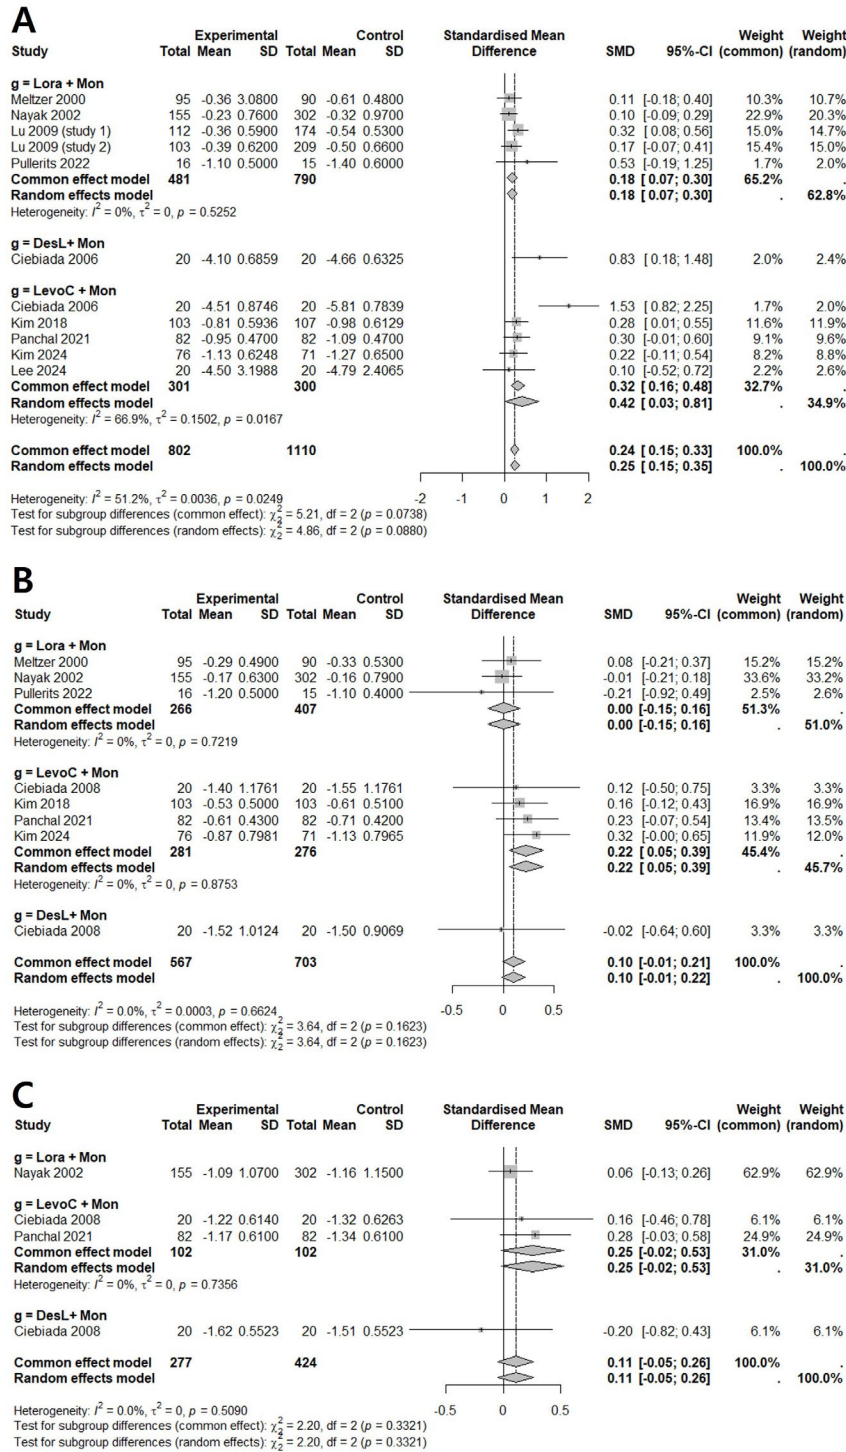 A
Experimental Control Standardised Mean Weight Weight
Study Total Mean SD Total Mean SD Difference SMD 95%-CI (common) (random)
g = Lora + Mon
Meltzer 2000 95 -0.36 3.0800 90 -0.61 0.4800 0.11 [-0.18; 0.40] 10.3% 10.7%
Nayak 2002 155 -0.23 0.7600 302 -0.32 0.9700 0.10 [-0.09; 0.29] 22.9% 20.3%
Lu 2009 (study 1) 112 -0.36 0.5900 174 -0.54 0.5300 0.32 [0.08; 0.56] 15.0% 14.7%
Lu 2009 (study 2) 103 -0.39 0.6200 209 -0.50 0.6600 0.17 [-0.07; 0.41] 15.4% 15.0%
Pullerits 2022 16 -1.10 0.5000 15 -1.40 0.6000 0.53 [-0.19; 1.25] 1.7% 2.0%
Common effect model 481 790 0.18 [0.07; 0.30] 65.2% .
Random effects model 0.18 [0.07; 0.30] . 62.8%
Heterogeneity: I² = 0%, τ² = 0, p = 0.5252
g = DesL+ Mon
Ciebiada 2006 20 -4.10 0.6859 20 -4.66 0.6325 0.83 [0.18; 1.48] 2.0% 2.4%
g = LevoC + Mon
Ciebiada 2006 20 -4.51 0.8746 20 -5.81 0.7839 1.53 [0.82; 2.25] 1.7% 2.0%
Kim 2018 103 -0.81 0.5936 107 -0.98 0.6129 0.28 [0.01; 0.55] 11.6% 11.9%
Panchal 2021 82 -0.95 0.4700 82 -1.09 0.4700 0.30 [-0.01; 0.60] 9.1% 9.6%
Kim 2024 76 -1.13 0.6248 71 -1.27 0.6500 0.22 [-0.11; 0.54] 8.2% 8.8%
Lee 2024 20 -4.50 3.1988 20 -4.79 2.4065 0.10 [-0.52; 0.72] 2.2% 2.6%
Common effect model 301 300 0.32 [0.16; 0.48] 32.7% .
Random effects model 0.42 [0.03; 0.81] . 34.9%
Heterogeneity: I² = 66.9%, τ² = 0.1502, p = 0.0167
Common effect model 802 1110 0.24 [0.15; 0.33] 100.0% .
Random effects model 0.25 [0.15; 0.35] . 100.0%
Heterogeneity: I² = 51.2%, τ² = 0.0036, p = 0.0249
-2 -1 0 1 2
Test for subgroup differences (common effect): χ₂² = 5.21, df = 2 (p = 0.0738)
Test for subgroup differences (random effects): χ₂² = 4.86, df = 2 (p = 0.0880)
B
Experimental Control Standardised Mean Weight Weight
Study Total Mean SD Total Mean SD Difference SMD 95%-CI (common) (random)
g = Lora + Mon
Meltzer 2000 95 -0.29 0.4900 90 -0.33 0.5300 0.08 [-0.21; 0.37] 15.2% 15.2%
Nayak 2002 155 -0.17 0.6300 302 -0.16 0.7900 -0.01 [-0.21; 0.18] 33.6% 33.2%
Pullerits 2022 16 -1.20 0.5000 15 -1.10 0.4000 -0.21 [-0.92; 0.49] 2.5% 2.6%
Common effect model 266 407 0.00 [-0.15; 0.16] 51.3% .
Random effects model 0.00 [-0.15; 0.16] . 51.0%
Heterogeneity: I² = 0%, τ² = 0, p = 0.7219
g = LevoC + Mon
Ciebiada 2008 20 -1.40 1.1761 20 -1.55 1.1761 0.12 [-0.50; 0.75] 3.3% 3.3%
Kim 2018 103 -0.53 0.5000 103 -0.61 0.5100 0.16 [-0.12; 0.43] 16.9% 16.9%
Panchal 2021 82 -0.61 0.4300 82 -0.71 0.4200 0.23 [-0.07; 0.54] 13.4% 13.5%
Kim 2024 76 -0.87 0.7981 71 -1.13 0.7965 0.32 [-0.00; 0.65] 11.9% 12.0%
Common effect model 281 276 0.22 [0.05; 0.39] 45.4% .
Random effects model 0.22 [0.05; 0.39] . 45.7%
Heterogeneity: I² = 0%, τ² = 0, p = 0.8753
g = DesL+ Mon
Ciebiada 2008 20 -1.52 1.0124 20 -1.50 0.9069 -0.02 [-0.64; 0.60] 3.3% 3.3%
Common effect model 567 703 0.10 [-0.01; 0.21] 100.0% .
Random effects model 0.10 [-0.01; 0.22] . 100.0%
Heterogeneity: I² = 0.0%, τ² = 0.0003, p = 0.6624
-0.5 0 0.5
Test for subgroup differences (common effect): χ₂² = 3.64, df = 2 (p = 0.1623)
Test for subgroup differences (random effects): χ₂² = 3.64, df = 2 (p = 0.1623)
C
Experimental Control Standardised Mean Weight Weight
Study Total Mean SD Total Mean SD Difference SMD 95%-CI (common) (random)
g = Lora + Mon
Nayak 2002 155 -1.09 1.0700 302 -1.16 1.1500 0.06 [-0.13; 0.26] 62.9% 62.9%
g = LevoC + Mon
Ciebiada 2008 20 -1.22 0.6140 20 -1.32 0.6263 0.16 [-0.46; 0.78] 6.1% 6.1%
Panchal 2021 82 -1.17 0.6100 82 -1.34 0.6100 0.28 [-0.03; 0.58] 24.9% 24.9%
Common effect model 102 102 0.25 [-0.02; 0.53] 31.0% .
Random effects model 0.25 [-0.02; 0.53] . 31.0%
Heterogeneity: I² = 0%, τ² = 0, p = 0.7356
g = DesL+ Mon
Ciebiada 2008 20 -1.62 0.5523 20 -1.51 0.5523 -0.20 [-0.82; 0.43] 6.1% 6.1%
Common effect model 277 424 0.11 [-0.05; 0.26] 100.0% .
Random effects model 0.11 [-0.05; 0.26] . 100.0%
Heterogeneity: I² = 0.0%, τ² = 0, p = 0.5090
-0.5 0 0.5
Test for subgroup differences (common effect): χ₂² = 2.20, df = 2 (p = 0.3321)
Test for subgroup differences (random effects): χ₂² = 2.20, df = 2 (p = 0.3321)